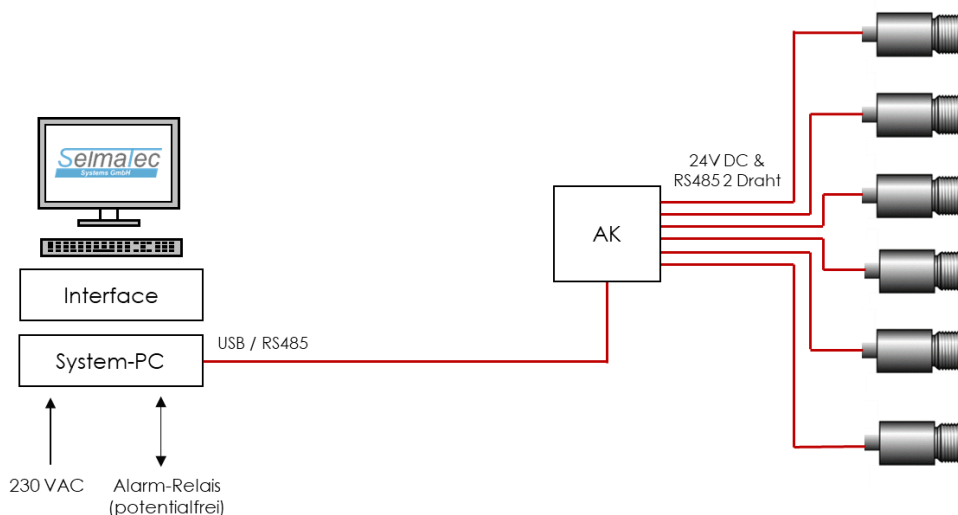 SelmaTec
Systems GmbH
Interface
System-PC
USB / RS485
230 VAC
Alarm-Relais
(potentialfrei)
AK
24V DC &
RS485 2 Draht